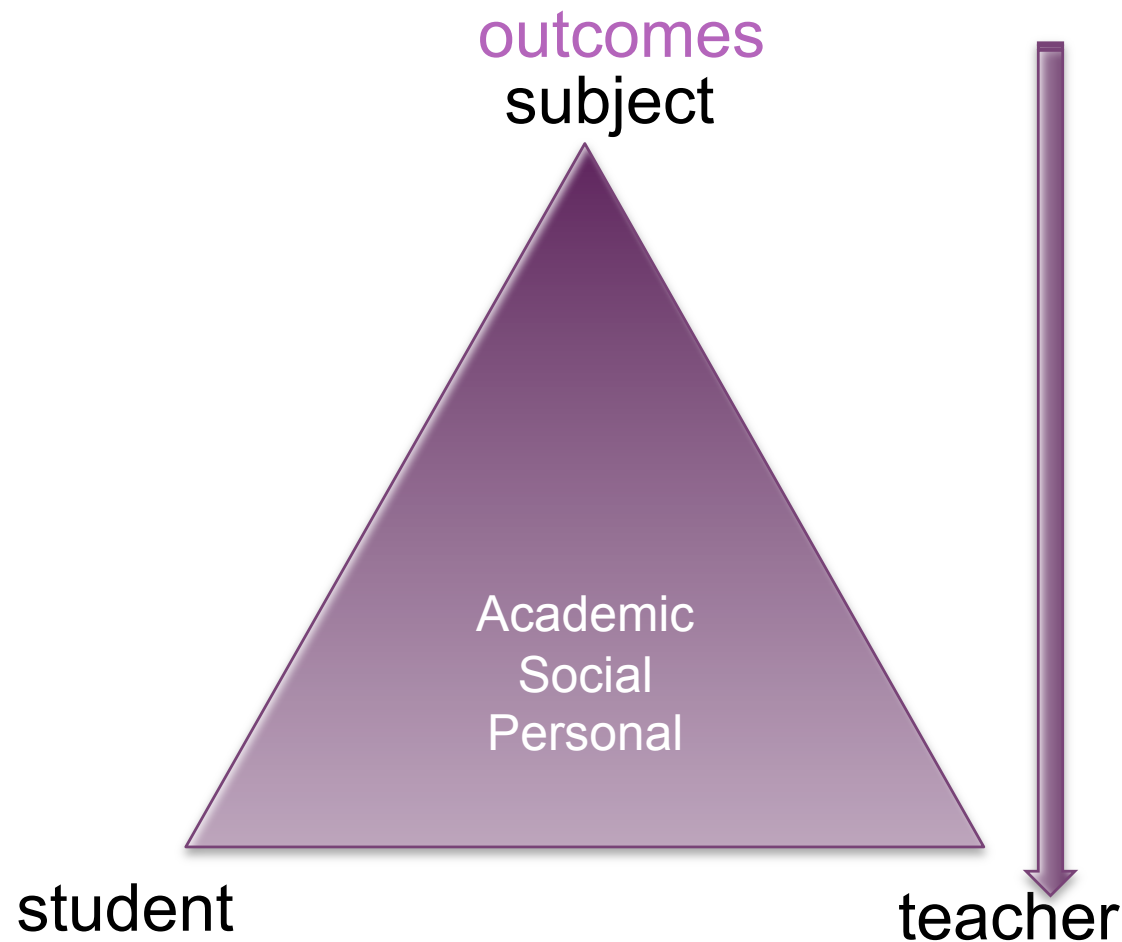 outcomes
subject
Academic
Social
Personal
student
teacher